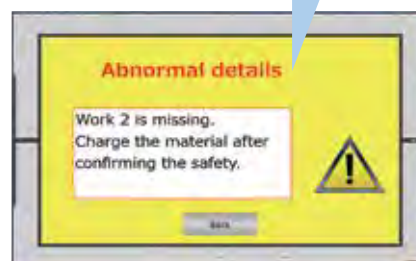 Abnormal details
Work 2 is missing.
Charge the material after
confirming the safety.